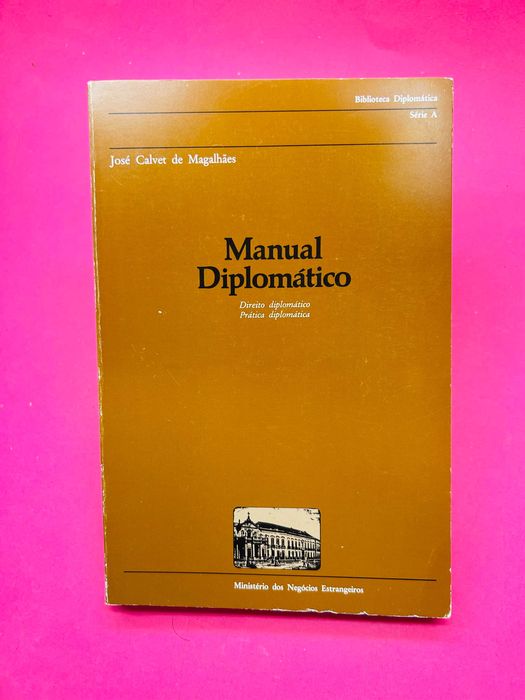 Biblioteca Diplomática
Série A
José Calvet de Magalhães
Manual
Diplomático
Direito diplomático
Prática diplomática
Ministério dos Negócios Estrangeiros